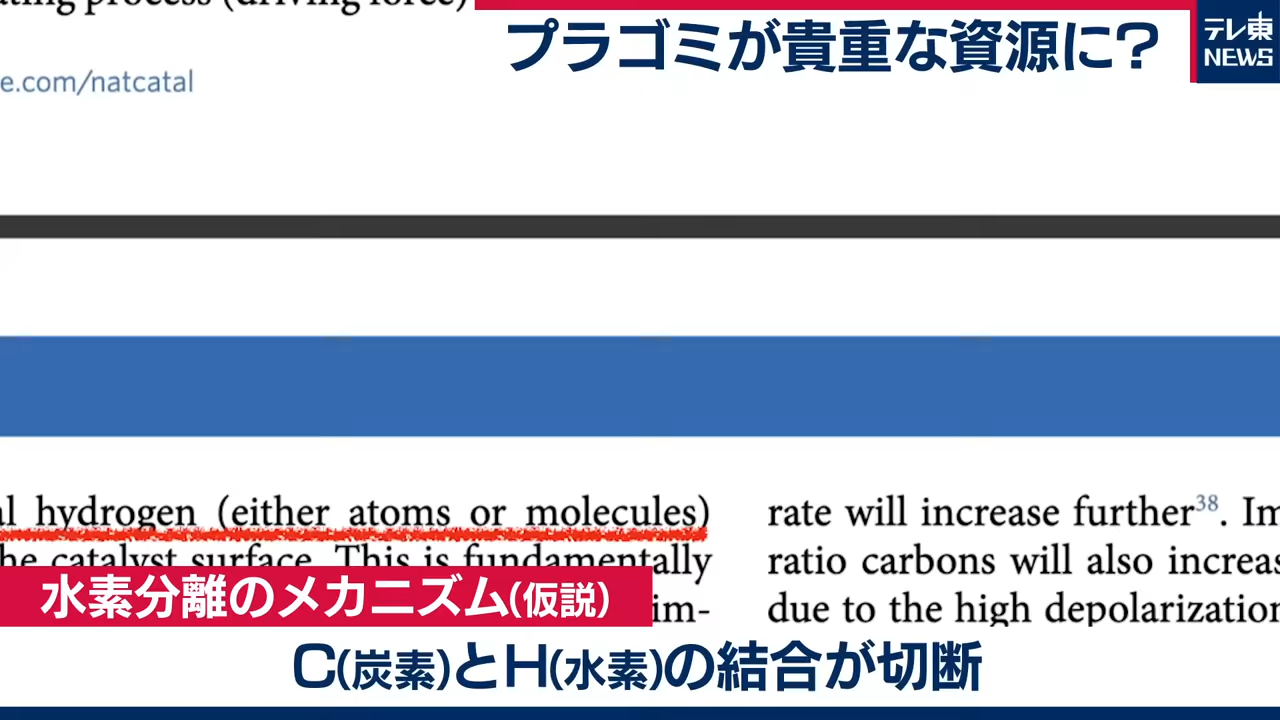 process (driving force)
プラゴミが貴重な資源に?
テレ東
NEWS
e.com/natcatal
hydrogen (either atoms or molecules)
catalyst surface. This is fundamentally
rate will increase further38. Im
ratio carbons will also increas
due to the high depolarization
水素分離のメカニズム(仮説)
im-
C(炭素)とH(水素)の結合が切断